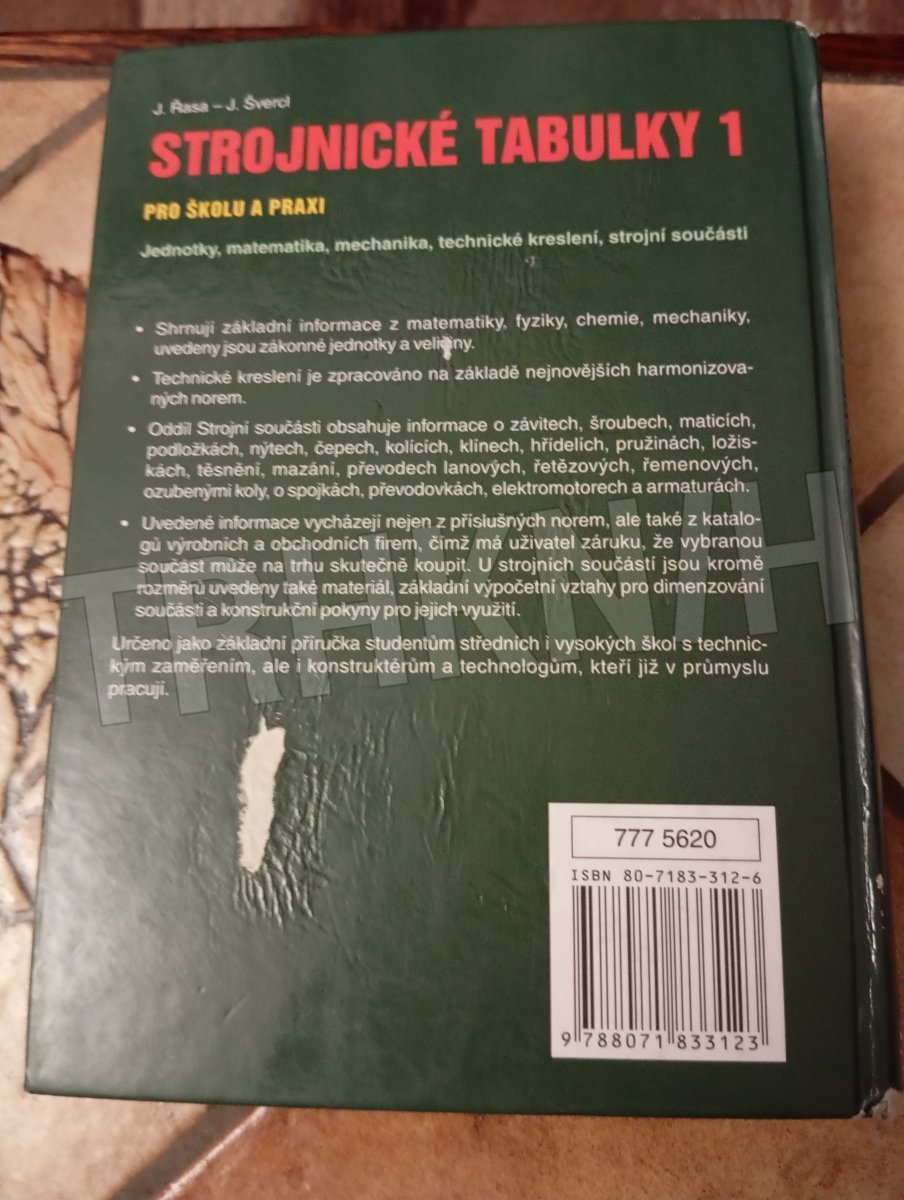 J. Řasa – J. Švercl
STROJNICKÉ TABULKY 1
PRO ŠKOLU A PRAXI
Jednotky, matematika, mechanika, technické kreslení, strojní součásti
• Shrnují základní informace z matematiky, fyziky, chemie, mechaniky,
uvedeny jsou zákonné jednotky a veličiny.
• Technické kreslení je zpracováno na základě nejnovějších harmonizova-
ných norem.
• Oddíl Strojní součásti obsahuje informace o závitech, šroubech, maticích,
podložkách, nýtech, čepech, kolících, klínech, hřídelích, pružinách, ložis-
kách, těsnění, mazání, převodech lanových, řetězových, řemenových,
ozubenými koly, o spojkách, převodovkách, elektromotorech a armaturách.
• Uvedené informace vycházejí nejen z příslušných norem, ale také z katalo-
gů výrobních a obchodních firem, čímž má uživatel záruku, že vybranou
součást může na trhu skutečně koupit. U strojních součástí jsou kromě
rozměrů uvedeny také materiál, základní výpočetní vztahy pro dimenzování
součásti a konstrukční pokyny pro jejich využití.
Určeno jako základní příručka studentům středních i vysokých škol s technic-
kým zaměřením, ale i konstruktérům a technologům, kteří již v průmyslu
pracují.
TRHKNIH
777 5620
ISBN 80-7183-312-6
9 788071 833123